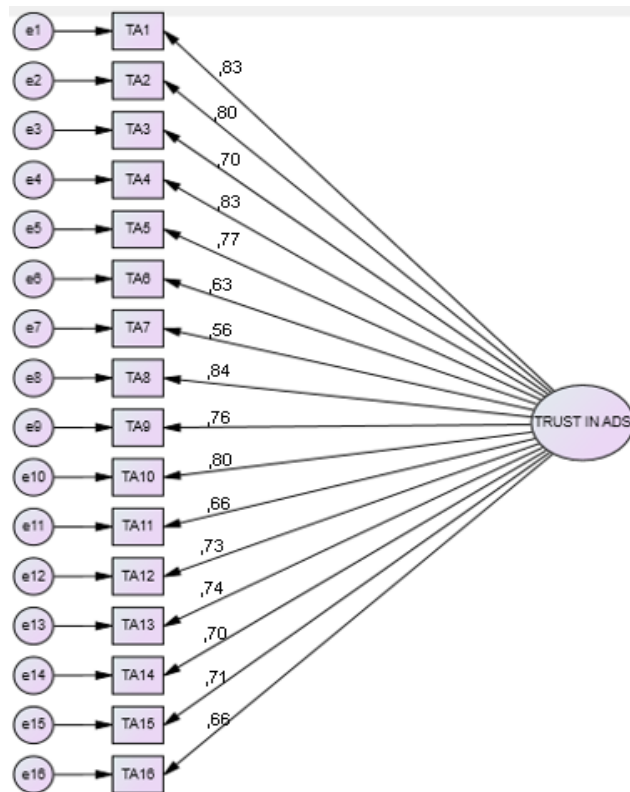 e1 TA1
,83
e2 TA2
,80
e3 TA3
,70
e4 TA4
,83
e5 TA5
,77
e6 TA6
,63
e7 TA7
,56
e8 TA8
,84
e9 TA9
,76
TRUST IN ADS
e10 TA10
,80
e11 TA11
,66
e12 TA12
,73
e13 TA13
,74
e14 TA14
,70
e15 TA15
,71
e16 TA16
,66